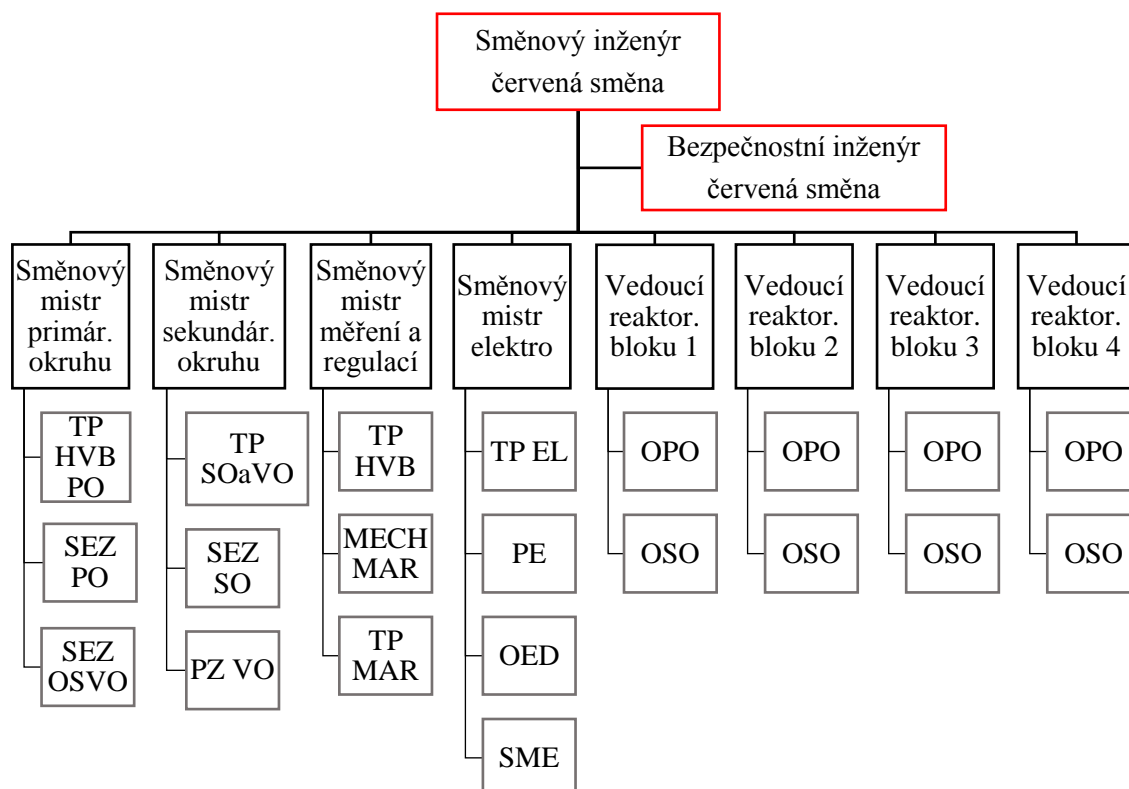 Směnový inženýr
červená směna
Bezpečnostní inženýr
červená směna
Směnový
mistr
primár.
okruhu
Směnový
mistr
sekundár.
okruhu
Směnový
mistr
měření a
regulací
Směnový
mistr
elektro
Vedoucí
reaktor.
bloku 1
Vedoucí
reaktor.
bloku 2
Vedoucí
reaktor.
bloku 3
Vedoucí
reaktor.
bloku 4
TP
HVB
PO
SEZ
PO
SEZ
OSVO
TP
SOaVO
SEZ
SO
PZ VO
TP
HVB
MECH
MAR
TP
MAR
TP EL
PE
OED
SME
OPO
OSO
OPO
OSO
OPO
OSO
OPO
OSO